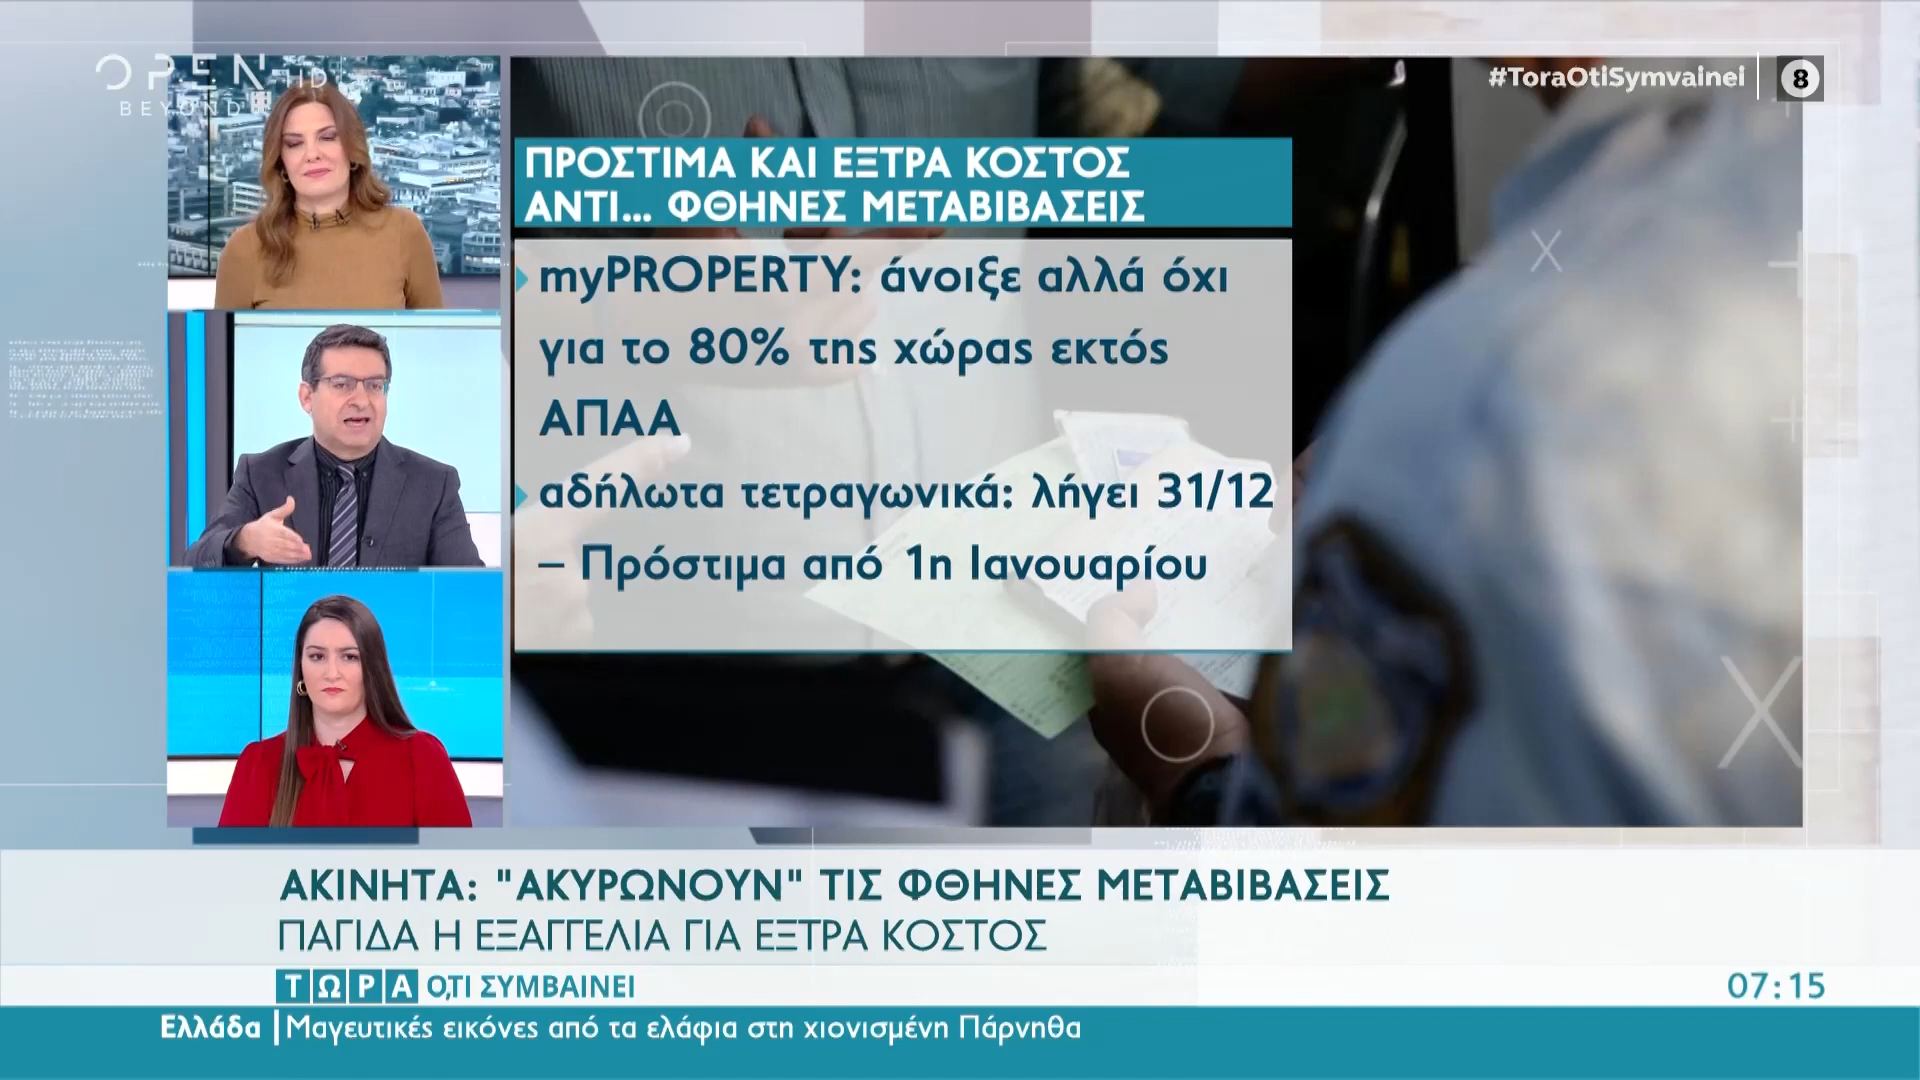 OPEN HD
BEYOND
#ToraOtiSymvainei
8
ΠΡΟΣΤΙΜΑ ΚΑΙ ΕΞΤΡΑ ΚΟΣΤΟΣ
ΑΝΤΙ... ΦΘΗΝΕΣ ΜΕΤΑΒΙΒΑΣΕΙΣ
myPROPERTY: άνοιξε αλλά όχι
για το 80% της χώρας εκτός
ΑΠΑΑ
αδήλωτα τετραγωνικά: λήγει 31/12
– Πρόστιμα από 1η Ιανουαρίου
ΑΚΙΝΗΤΑ: "ΑΚΥΡΩΝΟΥΝ" ΤΙΣ ΦΘΗΝΕΣ ΜΕΤΑΒΙΒΑΣΕΙΣ
ΠΑΓΙΔΑ Η ΕΞΑΓΓΕΛΙΑ ΓΙΑ ΕΞΤΡΑ ΚΟΣΤΟΣ
ΤΩΡΑ Ο,ΤΙ ΣΥΜΒΑΙΝΕΙ
07:15
Ελλάδα | Μαγευτικές εικόνες από τα ελάφια στη χιονισμένη Πάρνηθα